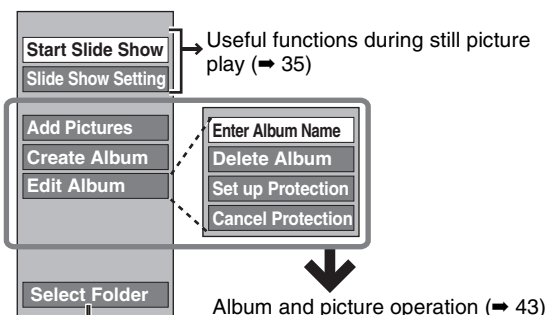 Start Slide Show
Slide Show Setting
Useful functions during still picture
play (➡ 35)
Add Pictures
Create Album
Edit Album
Enter Album Name
Delete Album
Set up Protection
Cancel Protection
Select Folder
Album and picture operation (➡ 43)